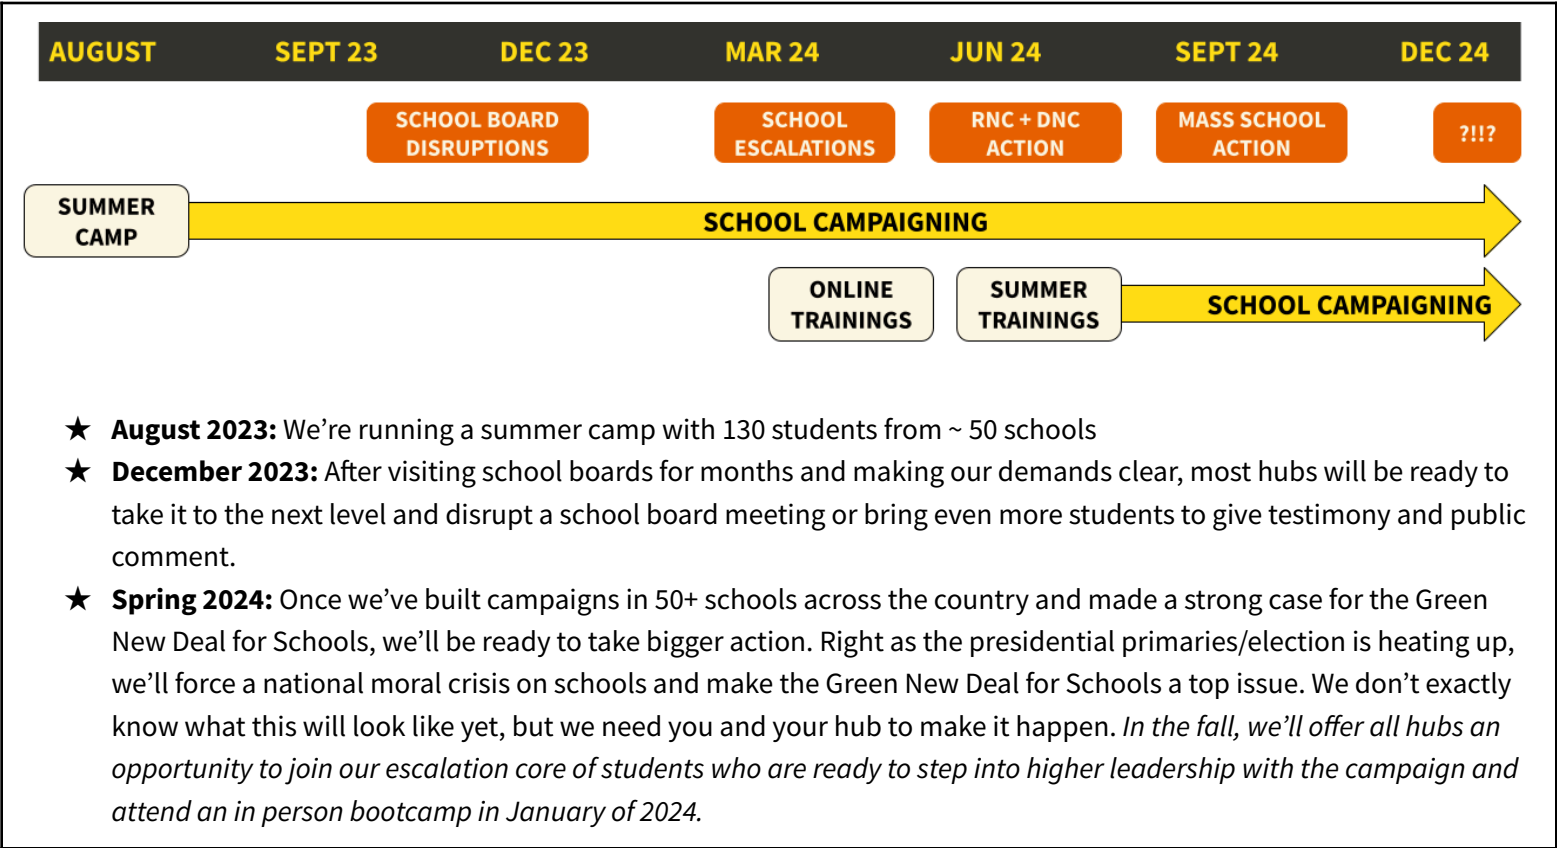 AUGUST SEPT 23 DEC 23 MAR 24 JUN 24 SEPT 24 DEC 24
SCHOOL BOARD
DISRUPTIONS
SCHOOL
ESCALATIONS
RNC + DNC
ACTION
MASS SCHOOL
ACTION
?!!?
SUMMER
CAMP
SCHOOL CAMPAIGNING
ONLINE
TRAININGS
SUMMER
TRAININGS
SCHOOL CAMPAIGNING
★ August 2023: We’re running a summer camp with 130 students from ~ 50 schools
★ December 2023: After visiting school boards for months and making our demands clear, most hubs will be ready to
take it to the next level and disrupt a school board meeting or bring even more students to give testimony and public
comment.
★ Spring 2024: Once we’ve built campaigns in 50+ schools across the country and made a strong case for the Green
New Deal for Schools, we’ll be ready to take bigger action. Right as the presidential primaries/election is heating up,
we’ll force a national moral crisis on schools and make the Green New Deal for Schools a top issue. We don’t exactly
know what this will look like yet, but we need you and your hub to make it happen. In the fall, we’ll offer all hubs an
opportunity to join our escalation core of students who are ready to step into higher leadership with the campaign and
attend an in person bootcamp in January of 2024.